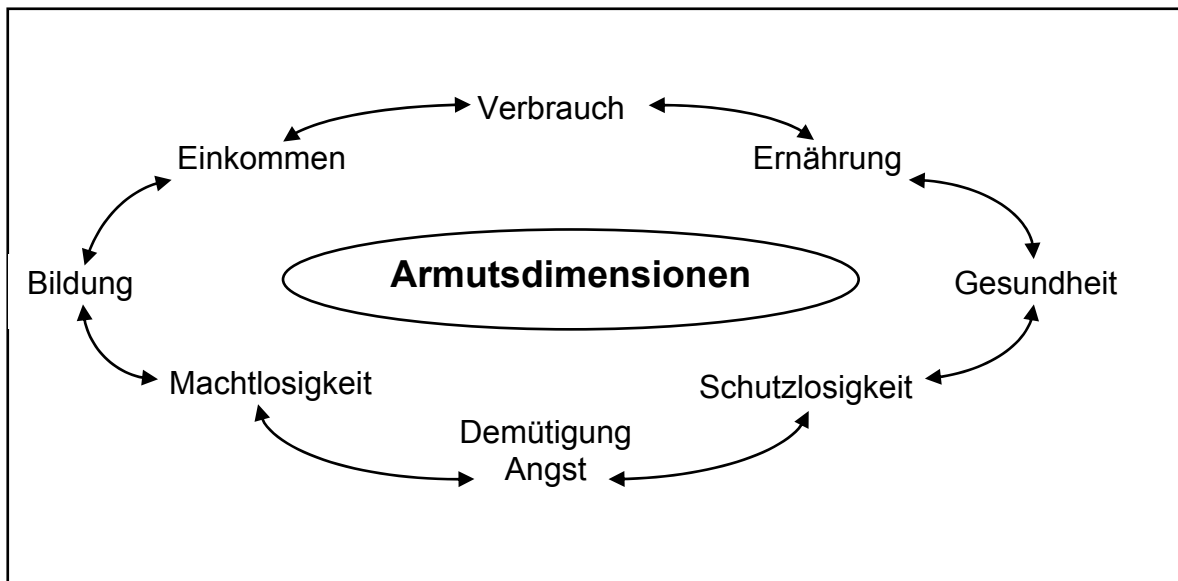 Verbrauch
Einkommen
Ernährung
Armutsdimensionen
Bildung
Gesundheit
Machtlosigkeit
Schutzlosigkeit
Demütigung
Angst